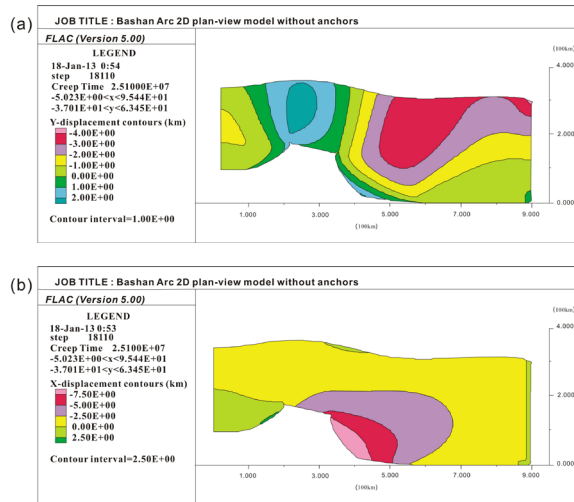 (a)
JOB TITLE : Bashan Arc 2D plan-view model without anchors
FLAC (Version 5.00)
LEGEND
18-Jan-13 0:54
step 18110
Creep Time 2.51000E+07
-5.023E+00<x<9.544E+01
-3.701E+01<y<6.345E+01
Y-displacement contours (km)
-4.00E+00
-3.00E+00
-2.00E+00
-1.00E+00
0.00E+00
1.00E+00
2.00E+00
Contour interval=1.00E+00
(100km)
4.000
2.000
0.000
1.000 3.000 5.000 7.000 9.000
(100km)
(b)
JOB TITLE : Bashan Arc 2D plan-view model without anchors
FLAC (Version 5.00)
LEGEND
18-Jan-13 0:53
step 18110
Creep Time 2.5100E+07
-5.023E+00<x<9.544E+01
-3.701E+01<y<6.345E+01
X-displacement contours (km)
-7.50E+00
-5.00E+00
-2.50E+00
0.00E+00
2.50E+00
Contour interval=2.50E+00
(100km)
4.000
2.000
0.000
1.000 3.000 5.000 7.000 9.000
(100km)